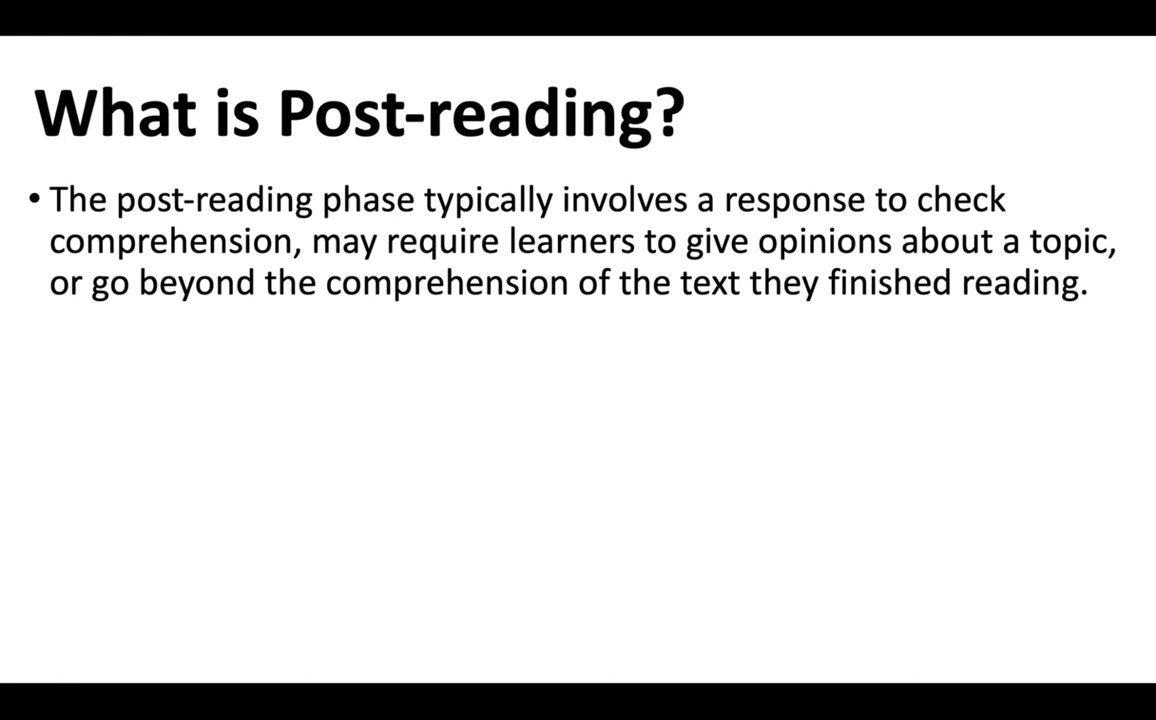 What is Post-reading?
• The post-reading phase typically involves a response to check
comprehension, may require learners to give opinions about a topic,
or go beyond the comprehension of the text they finished reading.